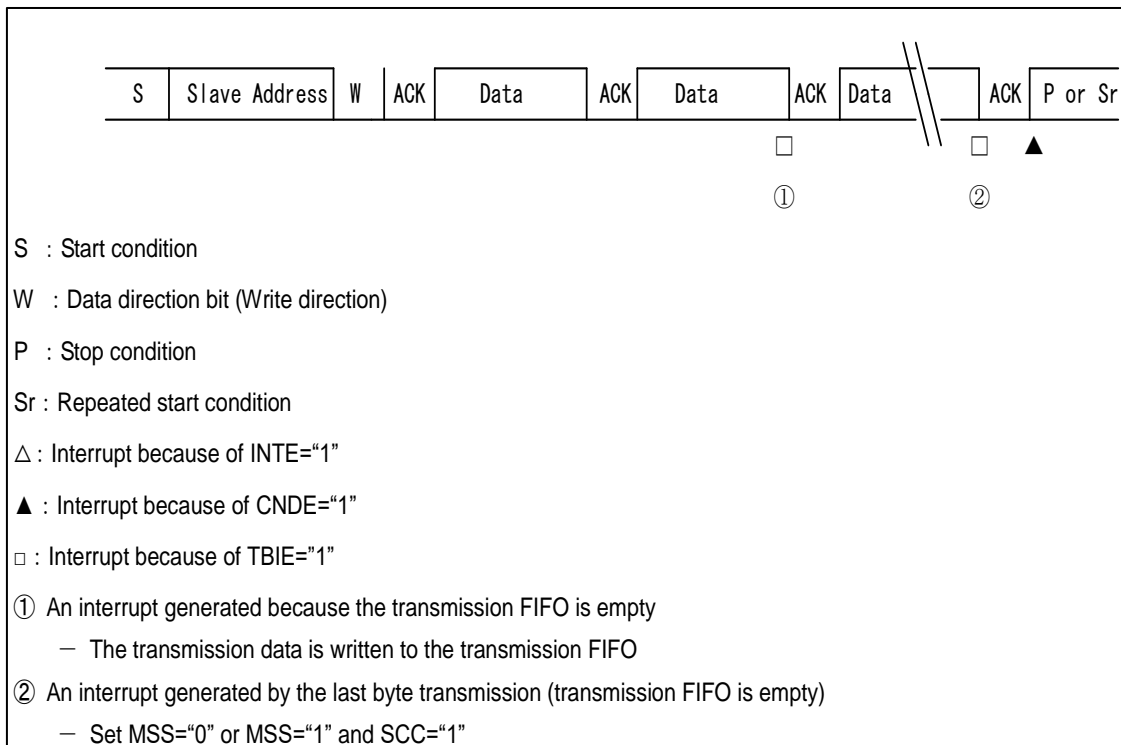 S Slave Address W ACK Data ACK Data ACK Data ACK P or Sr
□ □ ▲
① ②
S : Start condition
W : Data direction bit (Write direction)
P : Stop condition
Sr : Repeated start condition
△ : Interrupt because of INTE=“1”
▲ : Interrupt because of CNDE=“1”
□ : Interrupt because of TBIE=”1”
① An interrupt generated because the transmission FIFO is empty
— The transmission data is written to the transmission FIFO
② An interrupt generated by the last byte transmission (transmission FIFO is empty)
— Set MSS=“0” or MSS=“1” and SCC=“1”